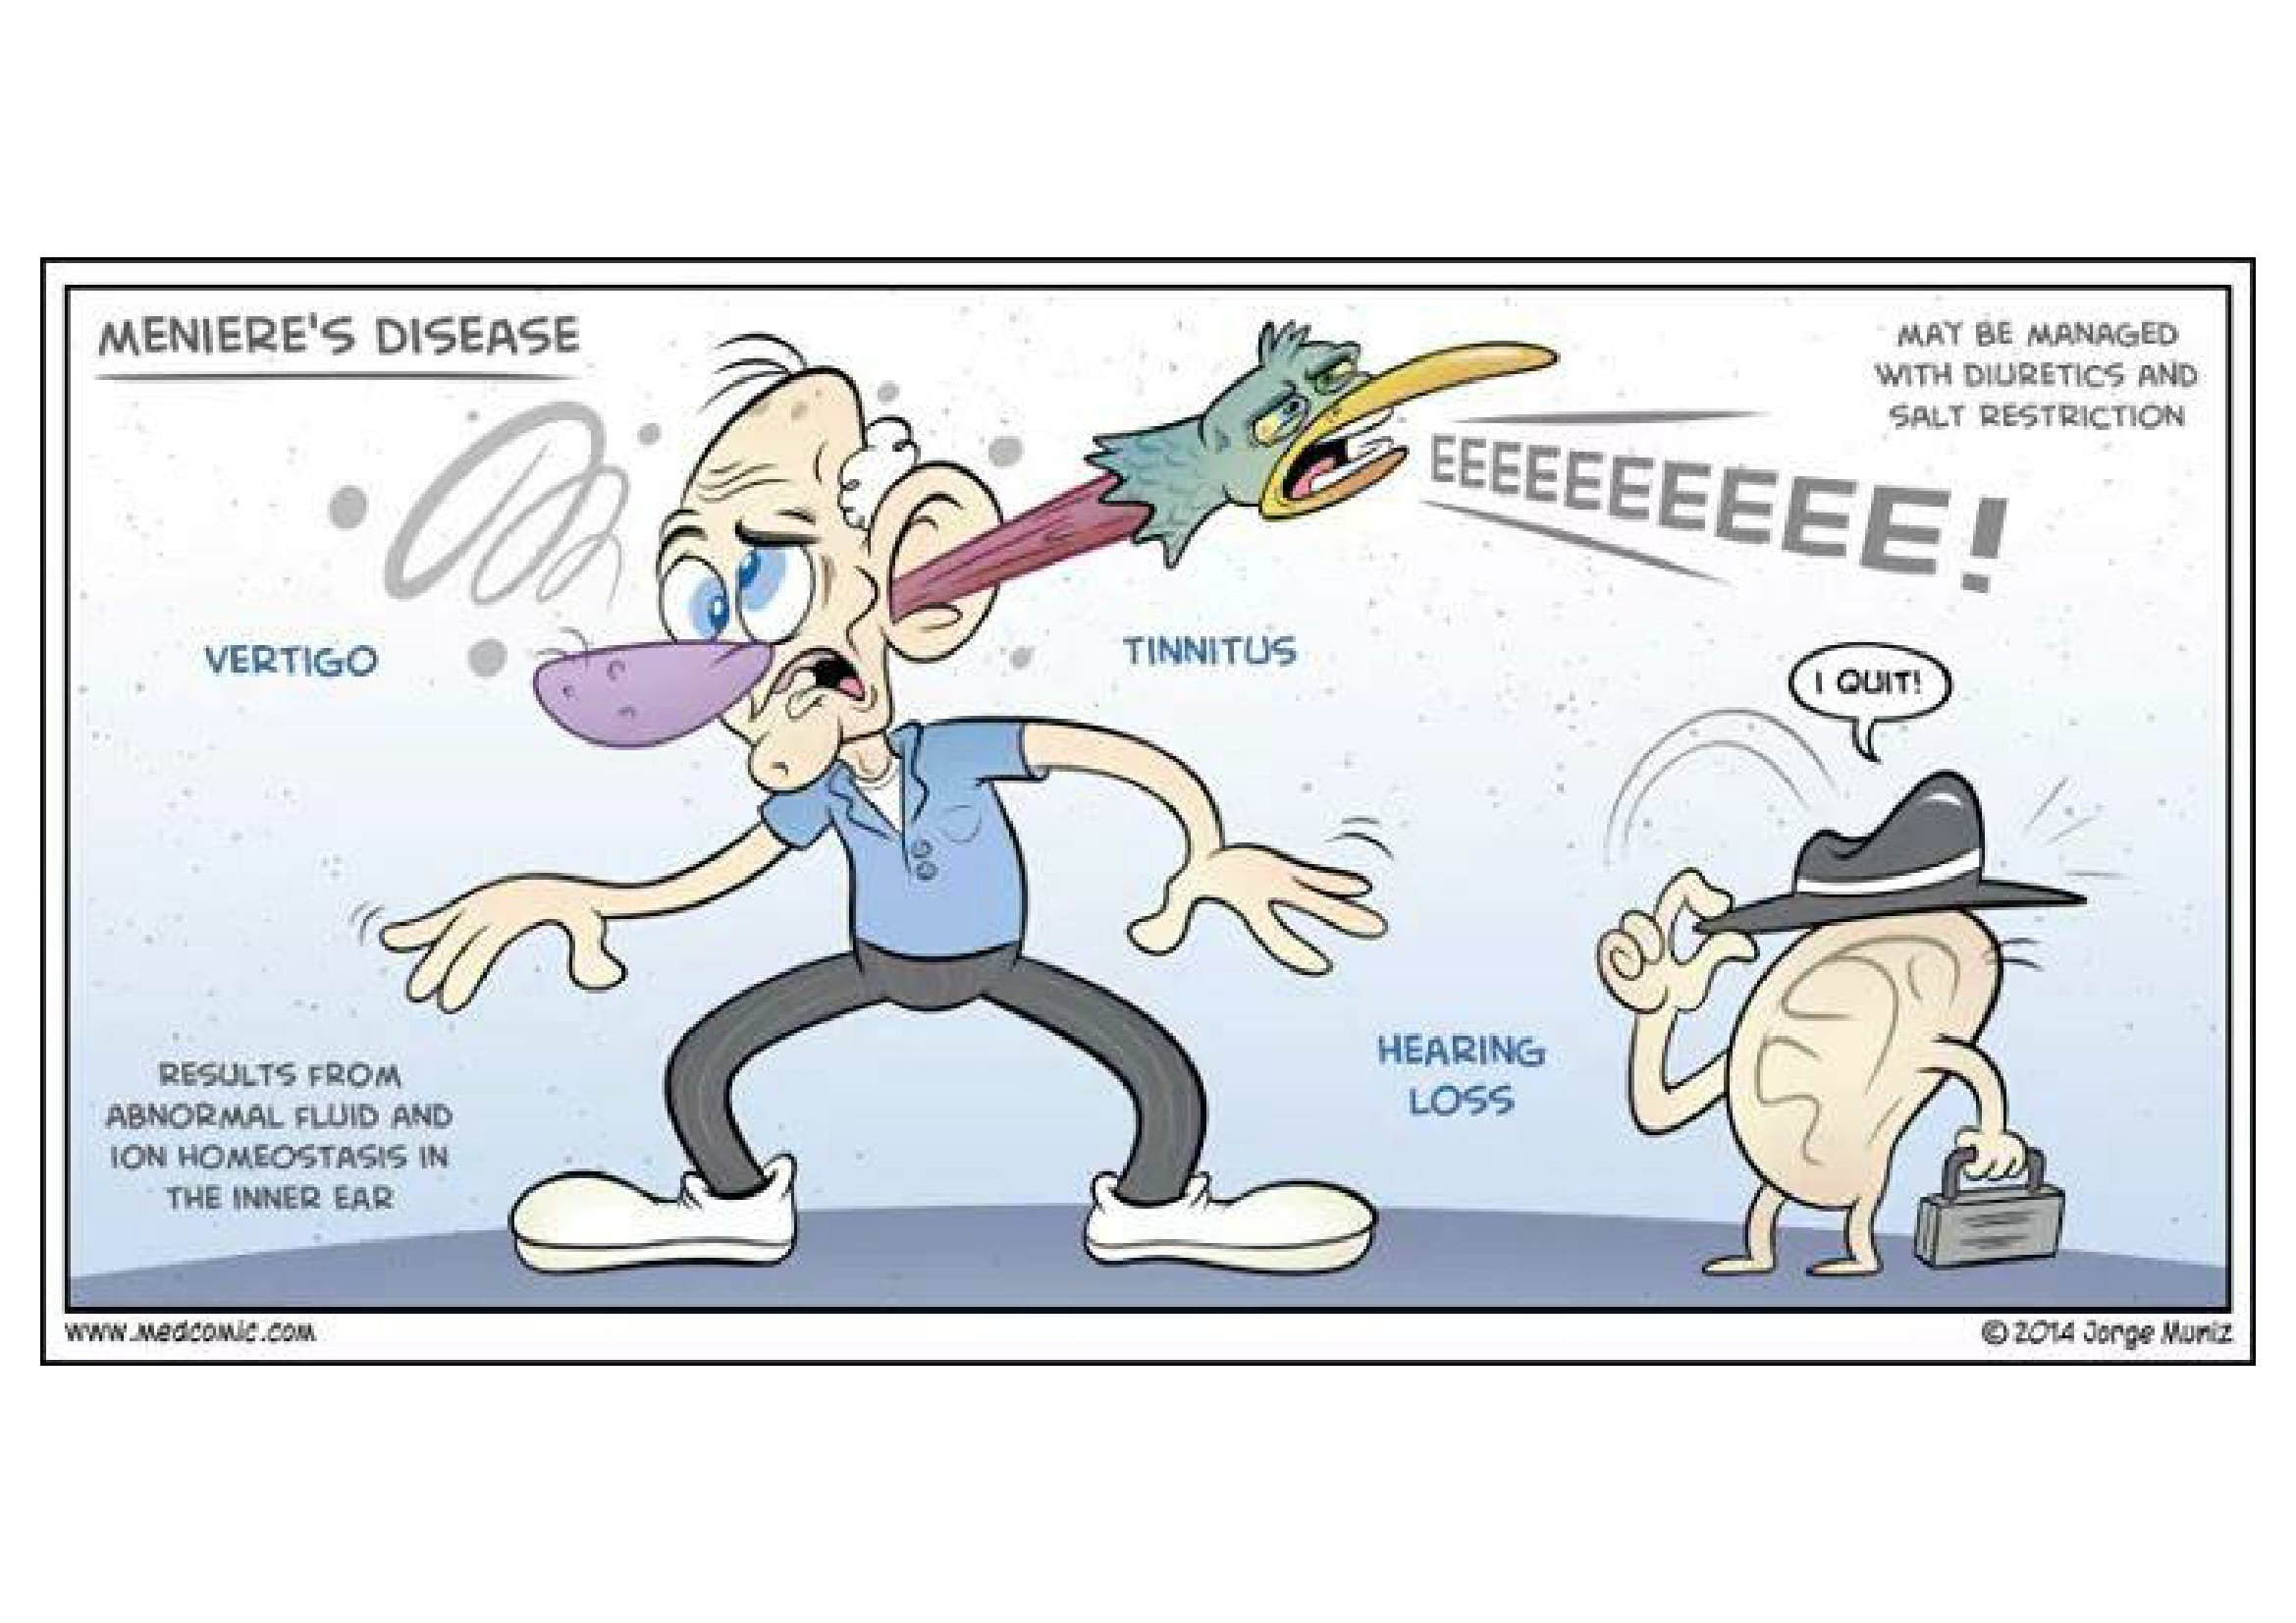 MENIERE'S DISEASE
MAY BE MANAGED
WITH DIURETICS AND
SALT RESTRICTION
EEEEEEEEEE!
VERTIGO
TINNITUS
I QUIT!
HEARING
LOSS
RESULTS FROM
ABNORMAL FLUID AND
ION HOMEOSTASIS IN
THE INNER EAR
www.medcomic.com
© 2014 Jorge Muniz